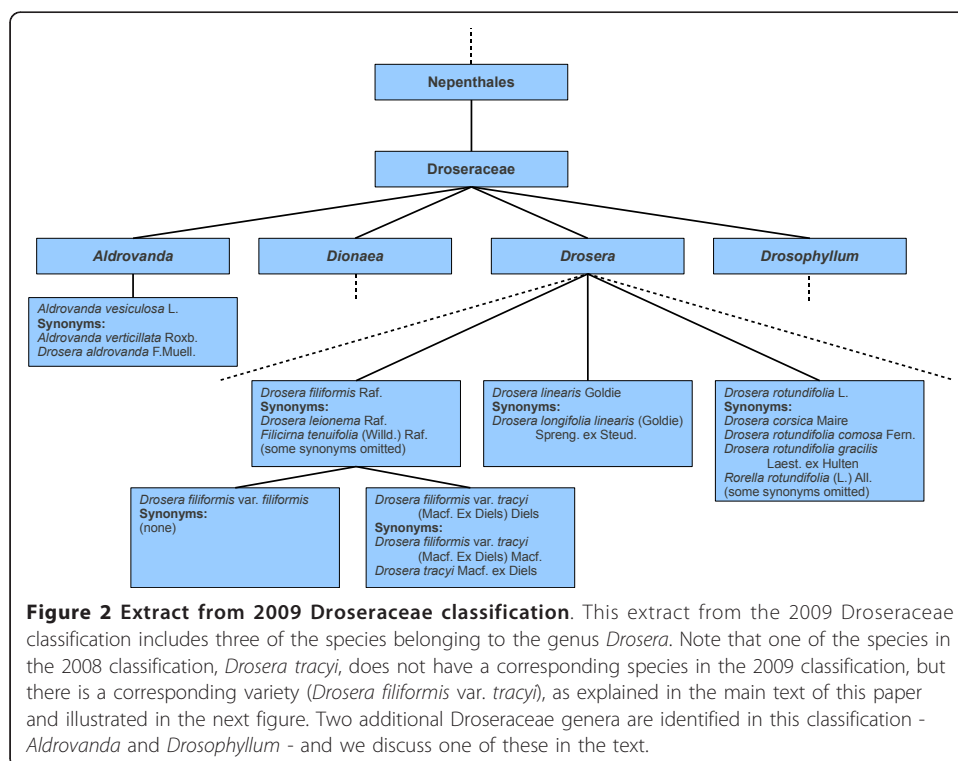 Nepenthales
Droseraceae
Aldrovanda
Dionaea
Drosera
Drosophyllum
Aldrovanda vesiculosa L.
Synonyms:
Aldrovanda verticillata Roxb.
Drosera aldrovanda F.Muell.
Drosera filiformis Raf.
Synonyms:
Drosera leionema Raf.
Filicirna tenuifolia (Willd.) Raf.
(some synonyms omitted)
Drosera linearis Goldie
Synonyms:
Drosera longifolia linearis (Goldie)
Spreng. ex Steud.
Drosera rotundifolia L.
Synonyms:
Drosera corsica Maire
Drosera rotundifolia comosa Fern.
Drosera rotundifolia gracilis
Laest. ex Hulten
Rorella rotundifolia (L.) All.
(some synonyms omitted)
Drosera filiformis var. filiformis
Synonyms:
(none)
Drosera filiformis var. tracyi
(Macf. Ex Diels) Diels
Synonyms:
Drosera filiformis var. tracyi
(Macf. Ex Diels) Macf.
Drosera tracyi Macf. ex Diels
Figure 2 Extract from 2009 Droseraceae classification. This extract from the 2009 Droseraceae
classification includes three of the species belonging to the genus Drosera. Note that one of the species in
the 2008 classification, Drosera tracyi, does not have a corresponding species in the 2009 classification, but
there is a corresponding variety (Drosera filiformis var. tracyi), as explained in the main text of this paper
and illustrated in the next figure. Two additional Droseraceae genera are identified in this classification -
Aldrovanda and Drosophyllum - and we discuss one of these in the text.